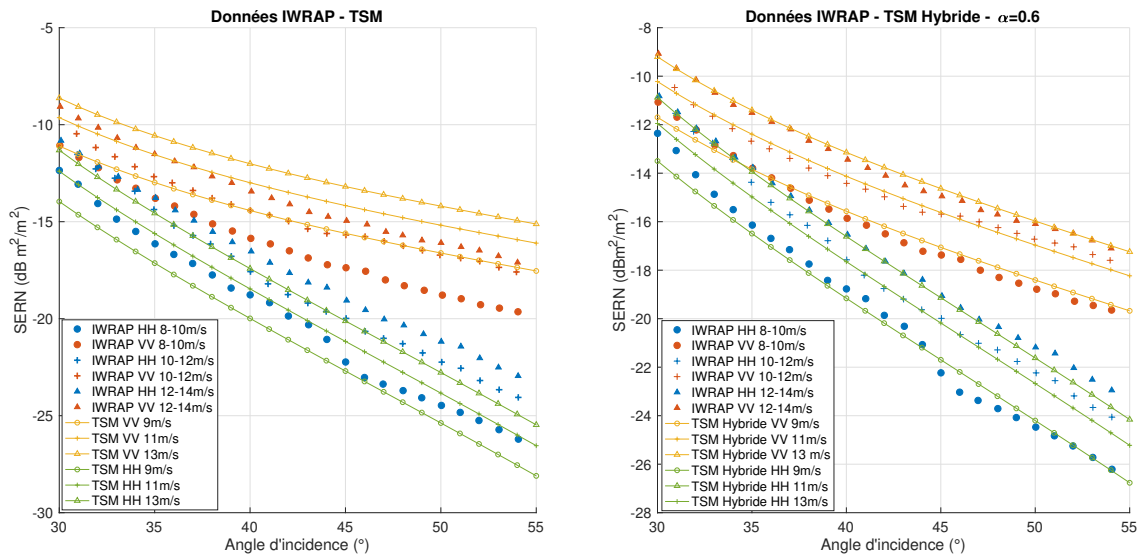 Données IWRAP - TSM
-5
-10
-15
-20
-25
-30
SERN (dB m²/m²)
IWRAP HH 8-10m/s
IWRAP VV 8-10m/s
IWRAP HH 10-12m/s
IWRAP VV 10-12m/s
IWRAP HH 12-14m/s
IWRAP VV 12-14m/s
TSM VV 9m/s
TSM VV 11m/s
TSM VV 13m/s
TSM HH 9m/s
TSM HH 11m/s
TSM HH 13m/s
30 35 40 45 50 55
Angle d'incidence (°)
Données IWRAP - TSM Hybride - α=0.6
-8
-10
-12
-14
-16
-18
-20
-22
-24
-26
-28
SERN (dBm²/m²)
IWRAP HH 8-10m/s
IWRAP VV 8-10m/s
IWRAP HH 10-12m/s
IWRAP VV 10-12m/s
IWRAP HH 12-14m/s
IWRAP VV 12-14m/s
TSM Hybride VV 9m/s
TSM Hybride VV 11m/s
TSM Hybride VV 13m/s
TSM Hybride HH 9m/s
TSM Hybride HH 11m/s
TSM Hybride HH 13m/s
30 35 40 45 50 55
Angle d'incidence (°)